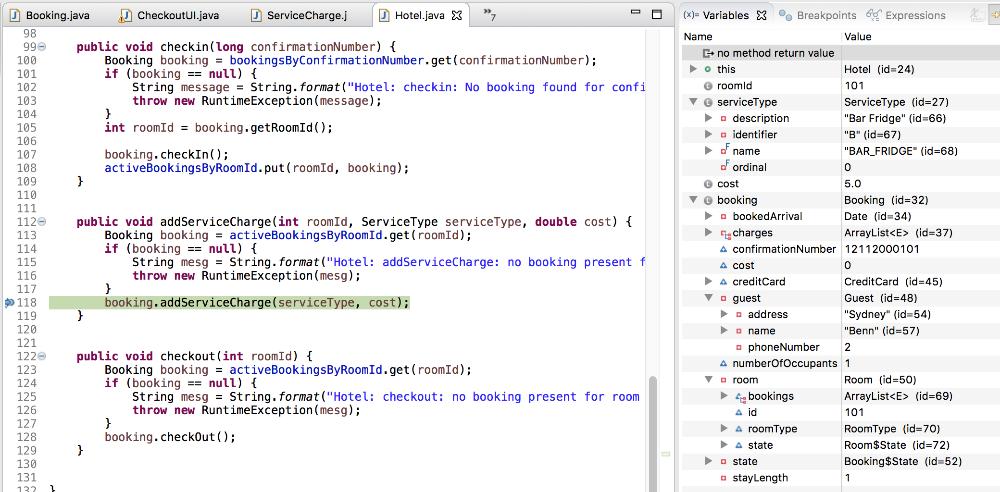 Booking.java CheckoutUI.java ServiceCharge.j Hotel.java »7
98
99 public void checkin(long confirmationNumber) {
100 Booking booking = bookingsByConfirmationNumber.get(confirmationNumber);
101 if (booking == null) {
102 String message = String.format("Hotel: checkin: No booking found for confi
103 throw new RuntimeException(message);
104 }
105 int roomId = booking.getRoomId();
106
107 booking.checkIn();
108 activeBookingsByRoomId.put(roomId, booking);
109 }
110
111
112 public void addServiceCharge(int roomId, ServiceType serviceType, double cost) {
113 Booking booking = activeBookingsByRoomId.get(roomId);
114 if (booking == null) {
115 String mesg = String.format("Hotel: addServiceCharge: no booking present f
116 throw new RuntimeException(mesg);
117 }
118 booking.addServiceCharge(serviceType, cost);
119 }
120
121
122 public void checkout(int roomId) {
123 Booking booking = activeBookingsByRoomId.get(roomId);
124 if (booking == null) {
125 String mesg = String.format("Hotel: checkout: no booking present for room
126 throw new RuntimeException(mesg);
127 }
128 booking.checkOut();
129 }
130
131
132 }
(x)= Variables Breakpoints Expressions
Name Value
no method return value
this Hotel (id=24)
roomId 101
serviceType ServiceType (id=27)
description "Bar Fridge" (id=66)
identifier "B" (id=67)
name "BAR_FRIDGE" (id=68)
ordinal 0
cost 5.0
booking Booking (id=32)
bookedArrival Date (id=34)
charges ArrayList<E> (id=37)
confirmationNumber 12112000101
cost 0
creditCard CreditCard (id=45)
guest Guest (id=48)
address "Sydney" (id=54)
name "Benn" (id=57)
phoneNumber 2
numberOfOccupants 1
room Room (id=50)
bookings ArrayList<E> (id=69)
id 101
roomType RoomType (id=70)
state Room$State (id=72)
state Booking$State (id=52)
stayLength 1